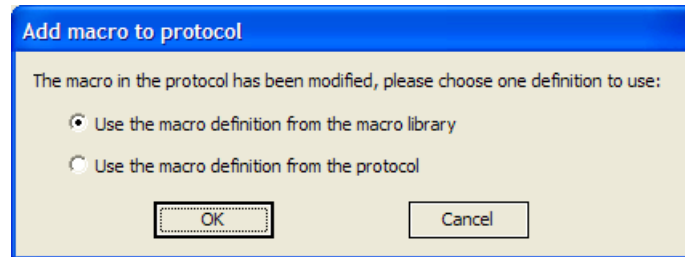 Add macro to protocol
The macro in the protocol has been modified, please choose one definition to use:
Use the macro definition from the macro library
Use the macro definition from the protocol
OK Cancel